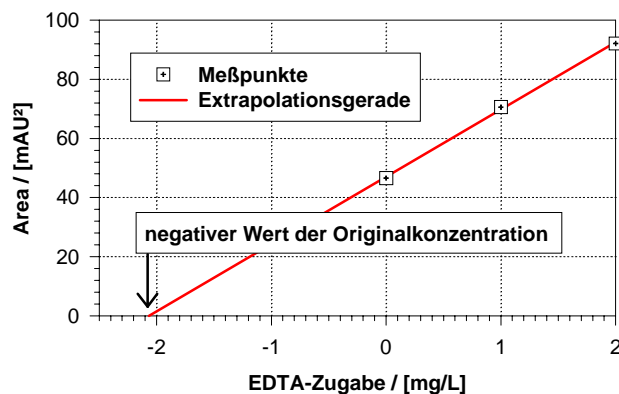 100
80
60
40
20
0
Area / [mAU²]
Meßpunkte
Extrapolationsgerade
negativer Wert der Originalkonzentration
-2 -1 0 1 2
EDTA-Zugabe / [mg/L]